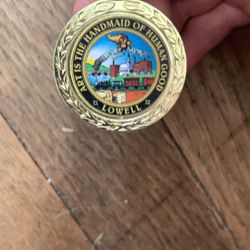 ART IS THE HANDMAID OF HUMAN GOOD
LOWELL